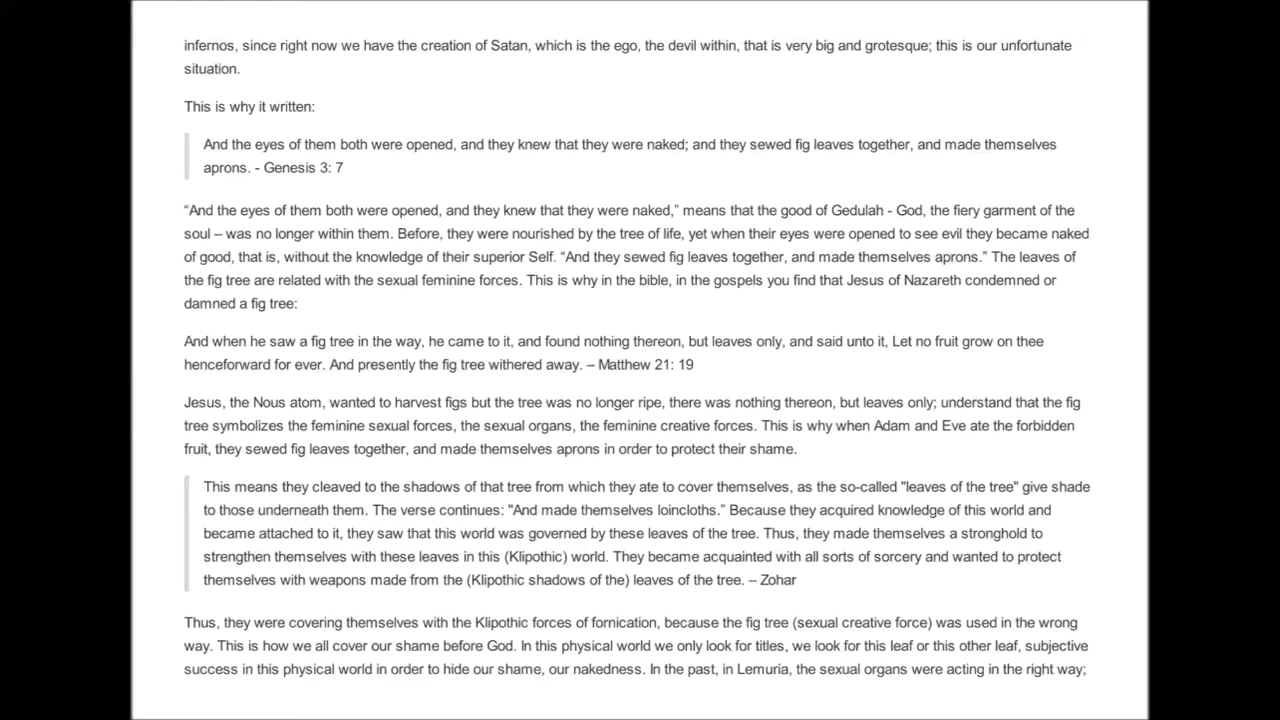 infernos, since right now we have the creation of Satan, which is the ego, the devil within, that is very big and grotesque; this is our unfortunate
situation.
This is why it written:
And the eyes of them both were opened, and they knew that they were naked; and they sewed fig leaves together, and made themselves
aprons. - Genesis 3: 7
“And the eyes of them both were opened, and they knew that they were naked,” means that the good of Gedulah - God, the fiery garment of the
soul – was no longer within them. Before, they were nourished by the tree of life, yet when their eyes were opened to see evil they became naked
of good, that is, without the knowledge of their superior Self. “And they sewed fig leaves together, and made themselves aprons.” The leaves of
the fig tree are related with the sexual feminine forces. This is why in the bible, in the gospels you find that Jesus of Nazareth condemned or
damned a fig tree:
And when he saw a fig tree in the way, he came to it, and found nothing thereon, but leaves only, and said unto it, Let no fruit grow on thee
henceforward for ever. And presently the fig tree withered away. – Matthew 21: 19
Jesus, the Nous atom, wanted to harvest figs but the tree was no longer ripe, there was nothing thereon, but leaves only; understand that the fig
tree symbolizes the feminine sexual forces, the sexual organs, the feminine creative forces. This is why when Adam and Eve ate the forbidden
fruit, they sewed fig leaves together, and made themselves aprons in order to protect their shame.
This means they cleaved to the shadows of that tree from which they ate to cover themselves, as the so-called "leaves of the tree" give shade
to those underneath them. The verse continues: "And made themselves loincloths.” Because they acquired knowledge of this world and
became attached to it, they saw that this world was governed by these leaves of the tree. Thus, they made themselves a stronghold to
strengthen themselves with these leaves in this (Klipothic) world. They became acquainted with all sorts of sorcery and wanted to protect
themselves with weapons made from the (Klipothic shadows of the) leaves of the tree. – Zohar
Thus, they were covering themselves with the Klipothic forces of fornication, because the fig tree (sexual creative force) was used in the wrong
way. This is how we all cover our shame before God. In this physical world we only look for titles, we look for this leaf or this other leaf, subjective
success in this physical world in order to hide our shame, our nakedness. In the past, in Lemuria, the sexual organs were acting in the right way;